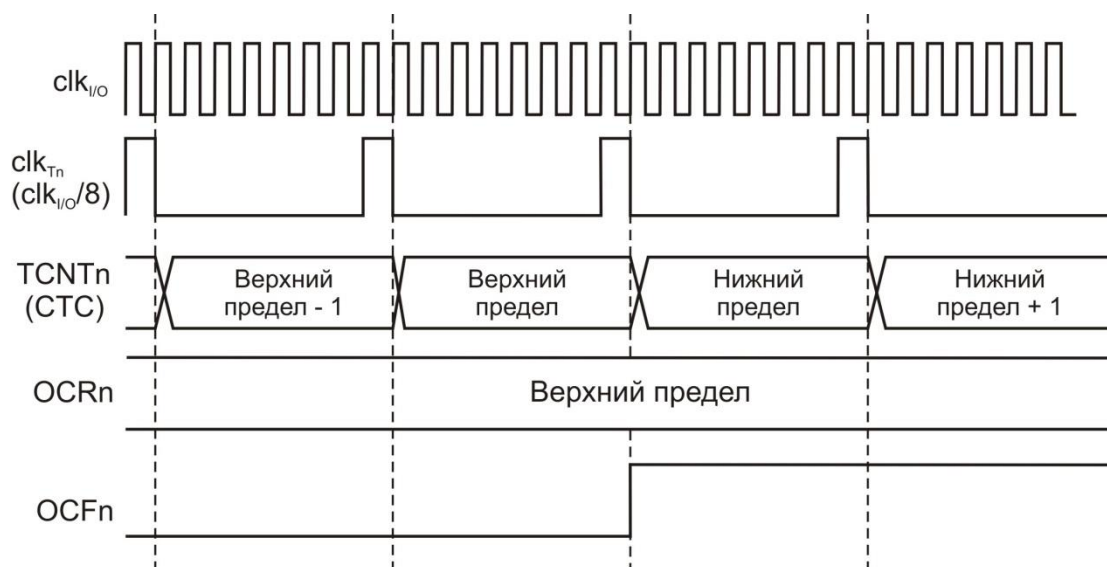 clkI/O
clkTn
(clkI/O/8)
TCNTn
(CTC)
Верхний
предел - 1
Верхний
предел
Нижний
предел
Нижний
предел + 1
OCRn
Верхний предел
OCFn